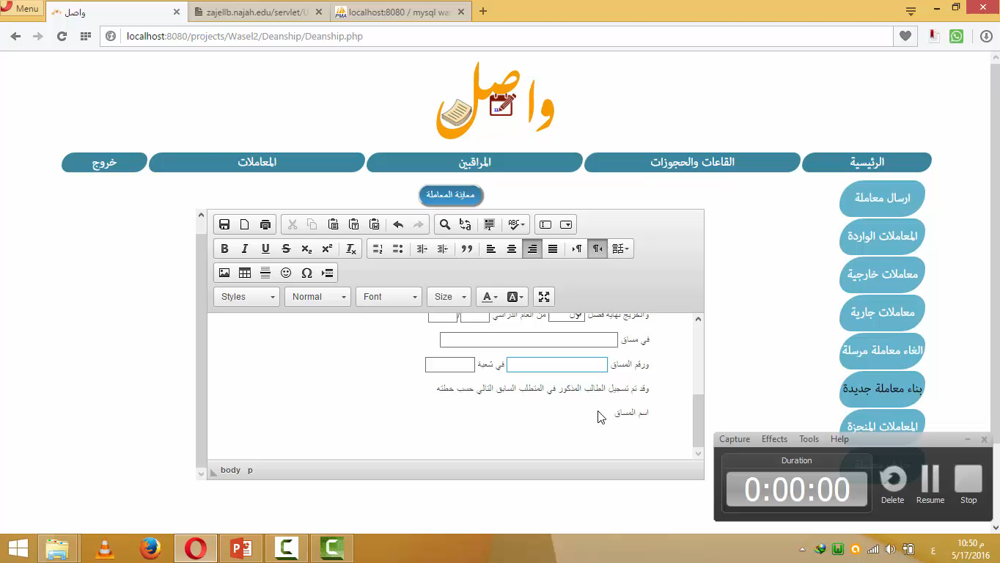 Menu
واصل
zajellb.najah.edu/servlet/U
localhost:8080 / mysql wa
localhost:8080/projects/Wasel2/Deanship/Deanship.php
واصل
الرئيسية
القاعات والحجوزات
المراقبين
المعاملات
خروج
معاينة المعاملة
ارسال معاملة
المعاملات الواردة
معاملات خارجية
معاملات جارية
الغاء معاملة مرسلة
بناء معاملة جديدة
المعاملات المنجزة
Styles Normal Font Size
والخريج نهاية فصل من العام الدراسي /
في مساق
ورقم المساق في شعبة
وقد تم تسجيل الطالب المذكور في المتطلب السابق التالي حسب خطته
اسم المساق
body p
Capture Effects Tools Help
Duration
0:00:00
Delete Resume Stop
ع
10:50 م
5/17/2016